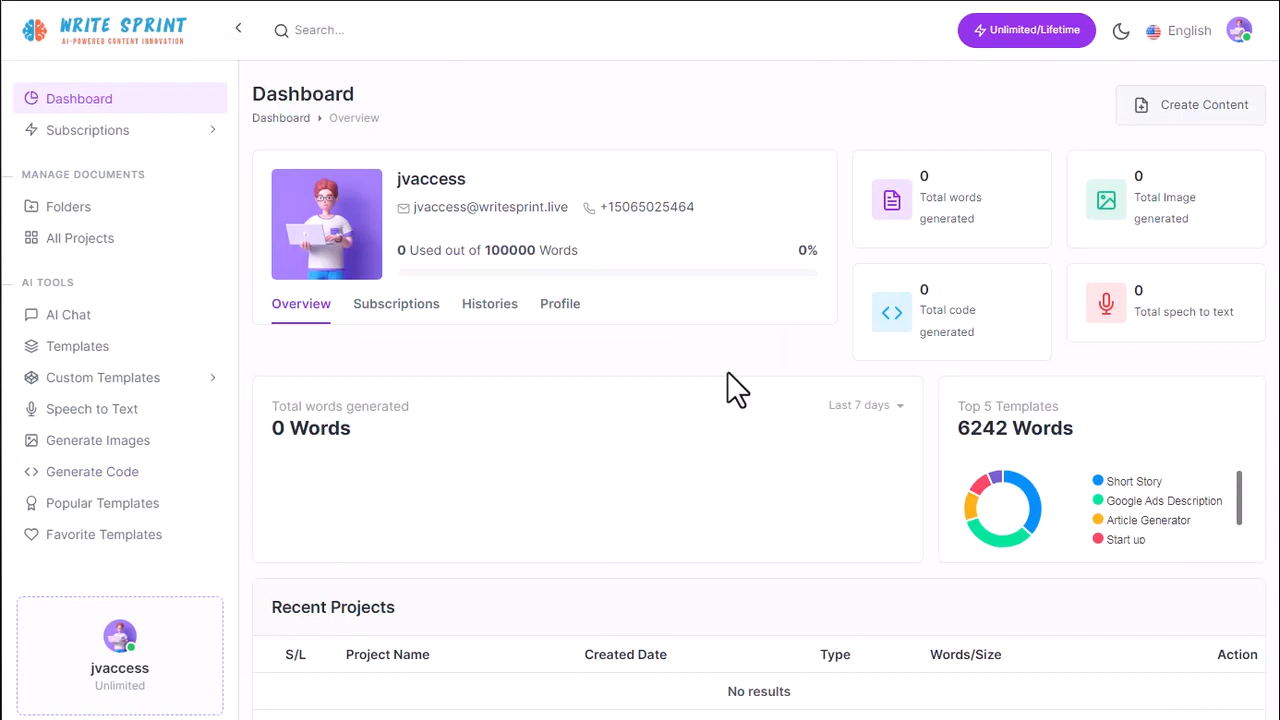 WRITE SPRINT
AI-POWERED CONTENT INNOVATION
Search...
Unlimited/Lifetime
English
Dashboard
Subscriptions
MANAGE DOCUMENTS
Folders
All Projects
AI TOOLS
AI Chat
Templates
Custom Templates
Speech to Text
Generate Images
Generate Code
Popular Templates
Favorite Templates
jvaccess
Unlimited
Dashboard
Dashboard Overview
Create Content
jvaccess
jvaccess@writesprint.live +15065025464
0 Used out of 100000 Words 0%
Overview Subscriptions Histories Profile
0
Total words
generated
0
Total Image
generated
0
Total code
generated
0
Total spech to text
Total words generated
0 Words
Last 7 days
Top 5 Templates
6242 Words
Short Story
Google Ads Description
Article Generator
Start up
Recent Projects
S/L Project Name Created Date Type Words/Size Action
No results